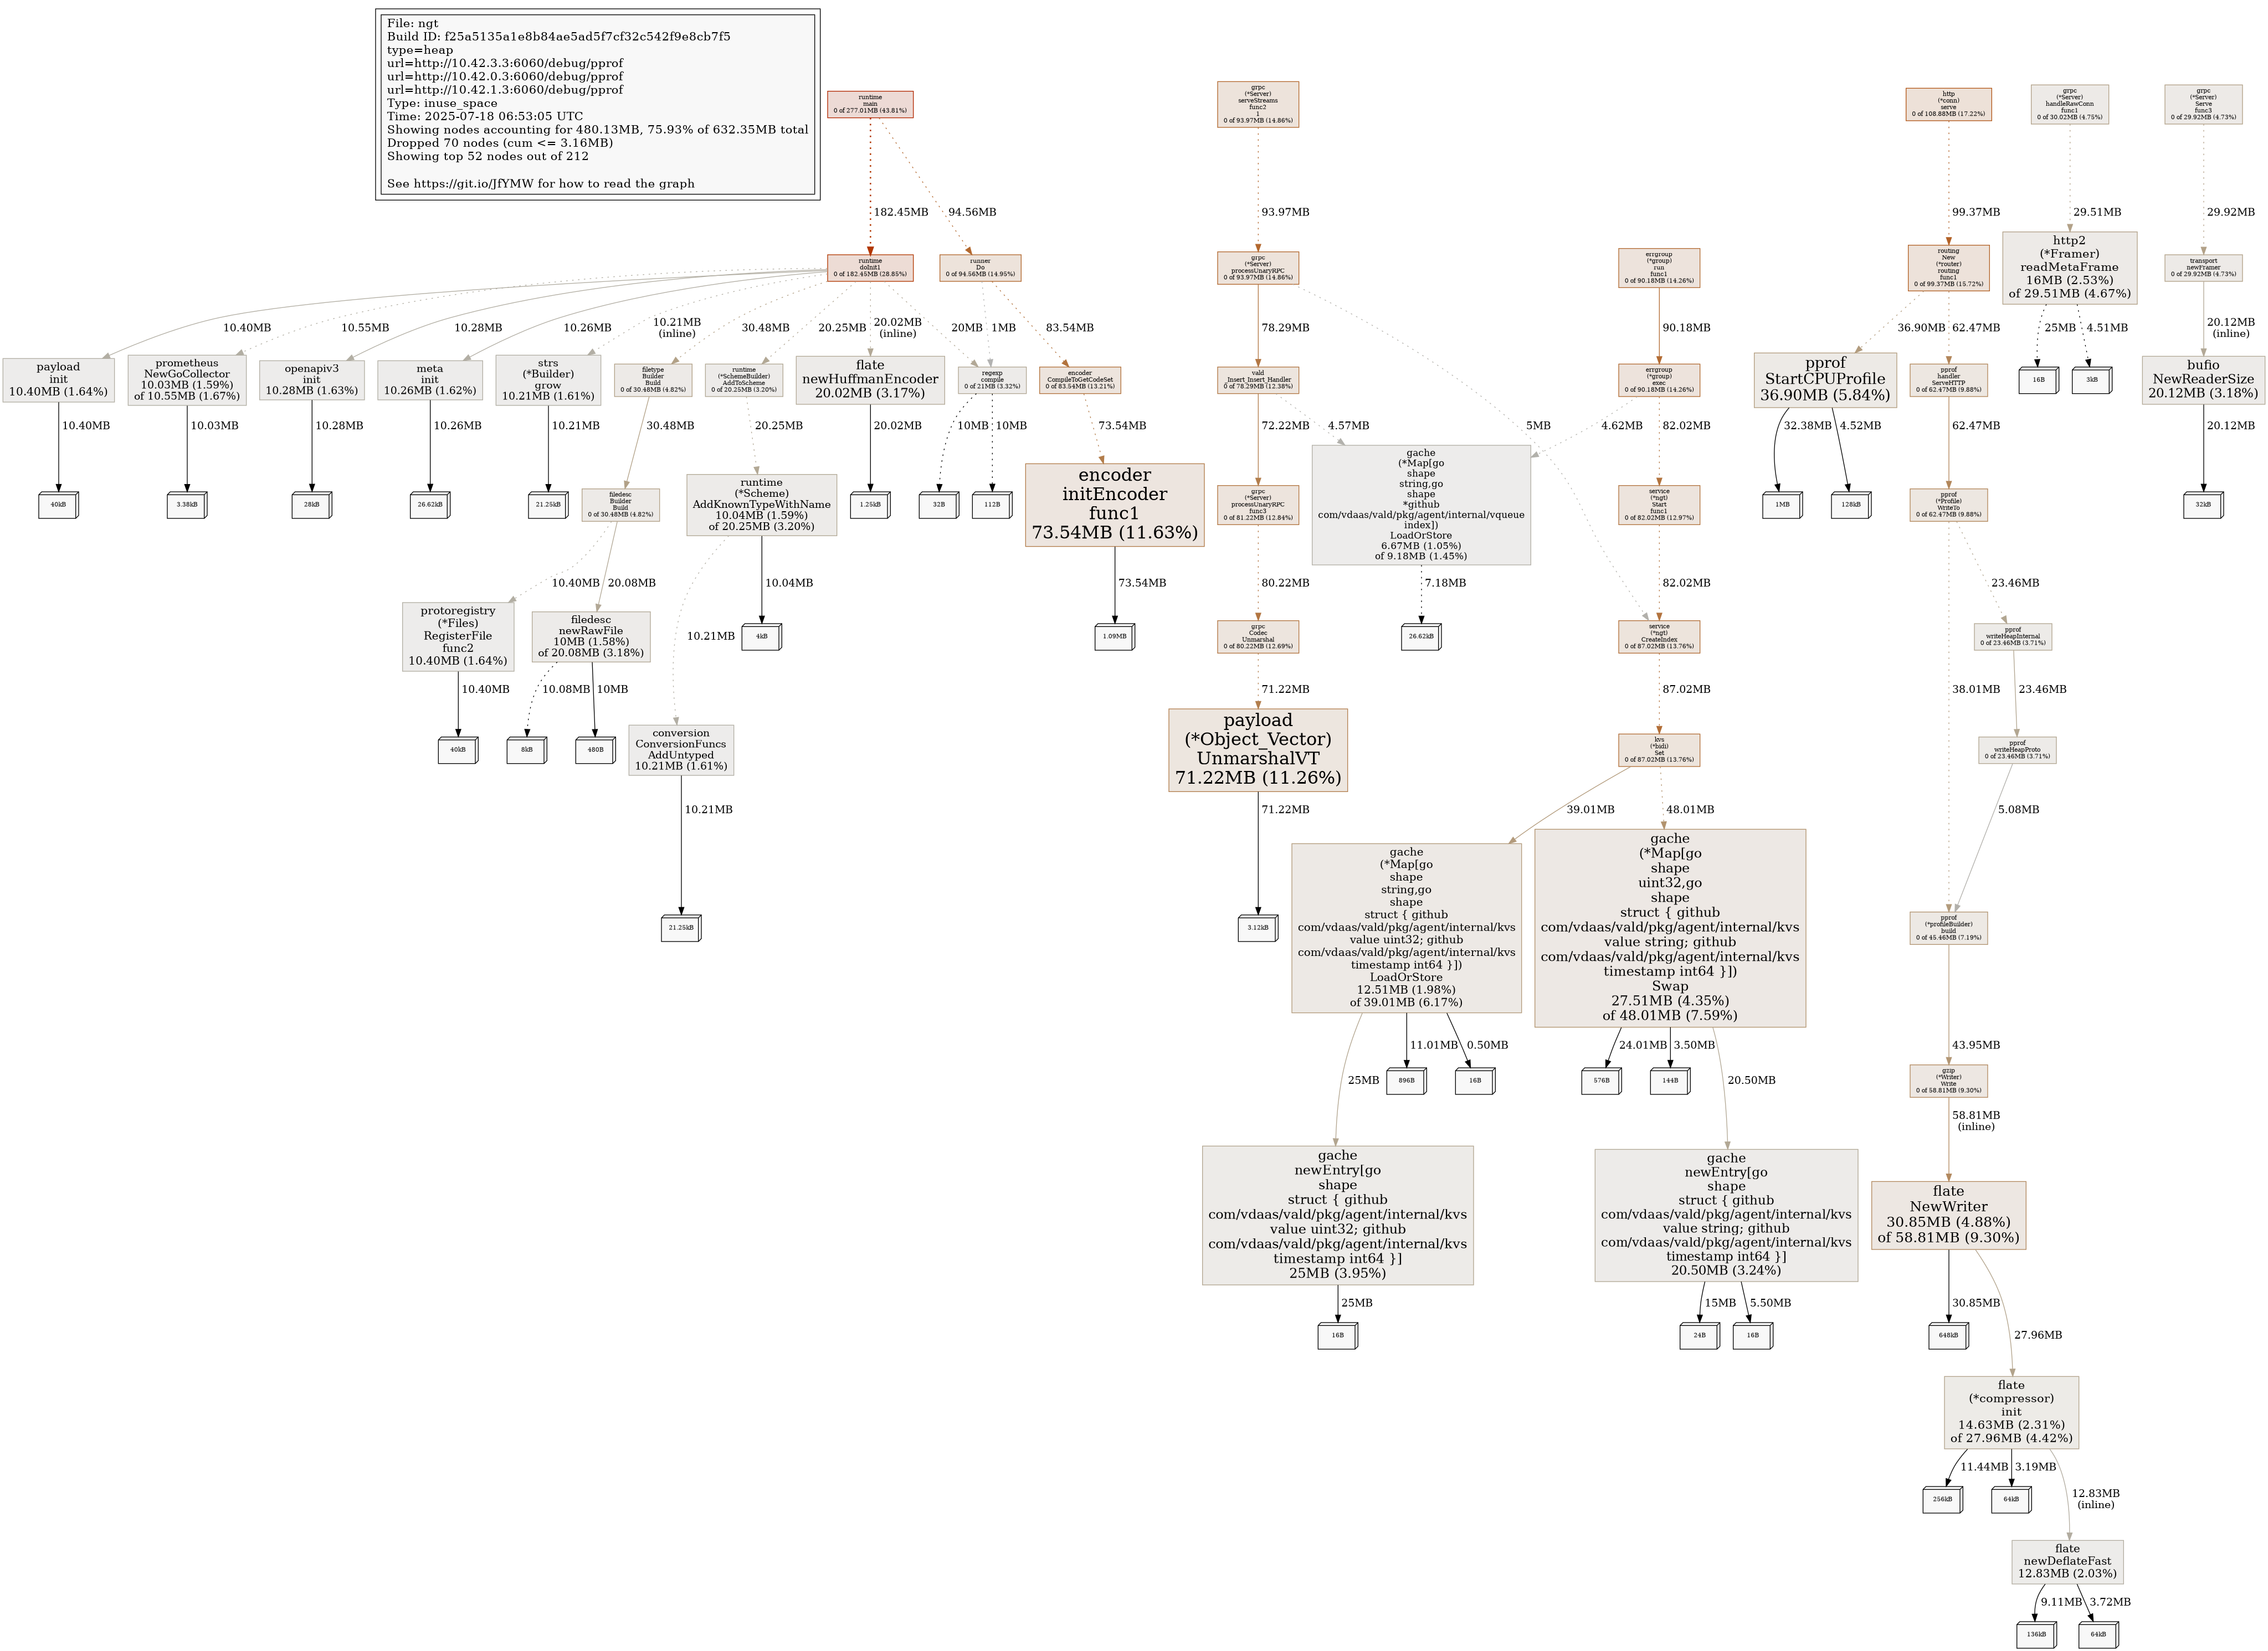 File: ngt
Build ID: f25a5135a1e8b84ae5ad5f7cf32c542f9e8cb7f5
type=heap
url=http://10.42.3.3:6060/debug/pprof
url=http://10.42.0.3:6060/debug/pprof
url=http://10.42.1.3:6060/debug/pprof
Type: inuse_space
Time: 2025-07-18 06:53:05 UTC
Showing nodes accounting for 480.13MB, 75.93% of 632.35MB total
Dropped 70 nodes (cum <= 3.16MB)
Showing top 52 nodes out of 212
See https://git.io/JfYMW for how to read the graph
runtime
main
0 of 277.01MB (43.81%)
grpc
(*Server)
serveStreams
func2
1
0 of 93.97MB (14.86%)
http
(*conn)
serve
0 of 108.88MB (17.22%)
grpc
(*Server)
handleRawConn
func1
0 of 30.02MB (4.75%)
grpc
(*Server)
Serve
func3
0 of 29.92MB (4.73%)
182.45MB
94.56MB
93.97MB
99.37MB
29.51MB
29.92MB
runtime
doInit1
0 of 182.45MB (28.85%)
runner
Do
0 of 94.56MB (14.95%)
grpc
(*Server)
processUnaryRPC
0 of 93.97MB (14.86%)
errgroup
(*group)
run
func1
0 of 90.18MB (14.26%)
routing
New
(*router)
routing
func1
0 of 99.37MB (15.72%)
http2
(*Framer)
readMetaFrame
16MB (2.53%)
of 29.51MB (4.67%)
transport
newFramer
0 of 29.92MB (4.73%)
10.40MB
10.55MB
10.28MB
10.26MB
10.21MB
(inline)
30.48MB
20.25MB
20.02MB
(inline)
20MB
1MB
83.54MB
78.29MB
5MB
90.18MB
36.90MB
62.47MB
25MB
4.51MB
20.12MB
(inline)
payload
init
10.40MB (1.64%)
prometheus
NewGoCollector
10.03MB (1.59%)
of 10.55MB (1.67%)
openapiv3
init
10.28MB (1.63%)
meta
init
10.26MB (1.62%)
strs
(*Builder)
grow
10.21MB (1.61%)
filetype
Builder
Build
0 of 30.48MB (4.82%)
runtime
(*SchemeBuilder)
AddToScheme
0 of 20.25MB (3.20%)
flate
newHuffmanEncoder
20.02MB (3.17%)
regexp
compile
0 of 21MB (3.32%)
encoder
CompileToGetCodeSet
0 of 83.54MB (13.21%)
vald
_Insert_Insert_Handler
0 of 78.29MB (12.38%)
errgroup
(*group)
exec
0 of 90.18MB (14.26%)
pprof
StartCPUProfile
36.90MB (5.84%)
pprof
handler
ServeHTTP
0 of 62.47MB (9.88%)
16B
3kB
bufio
NewReaderSize
20.12MB (3.18%)
10.40MB
10.03MB
10.28MB
10.26MB
10.21MB
30.48MB
20.25MB
20.02MB
10MB
10MB
73.54MB
72.22MB
4.57MB
4.62MB
82.02MB
32.38MB
4.52MB
62.47MB
20.12MB
40kB
3.38kB
28kB
26.62kB
21.25kB
filedesc
Builder
Build
0 of 30.48MB (4.82%)
runtime
(*Scheme)
AddKnownTypeWithName
10.04MB (1.59%)
of 20.25MB (3.20%)
1.25kB
32B
112B
encoder
initEncoder
func1
73.54MB (11.63%)
grpc
(*Server)
processUnaryRPC
func3
0 of 81.22MB (12.84%)
gache
(*Map[go
shape
string,go
shape
*github
com/vdaas/vald/pkg/agent/internal/vqueue
index])
LoadOrStore
6.67MB (1.05%)
of 9.18MB (1.45%)
service
(*ngt)
Start
func1
0 of 82.02MB (12.97%)
1MB
128kB
pprof
(*Profile)
WriteTo
0 of 62.47MB (9.88%)
32kB
10.40MB
20.08MB
10.21MB
10.04MB
73.54MB
80.22MB
7.18MB
82.02MB
38.01MB
23.46MB
protoregistry
(*Files)
RegisterFile
func2
10.40MB (1.64%)
filedesc
newRawFile
10MB (1.58%)
of 20.08MB (3.18%)
4kB
1.09MB
grpc
Codec
Unmarshal
0 of 80.22MB (12.69%)
26.62kB
service
(*ngt)
CreateIndex
0 of 87.02MB (13.76%)
pprof
writeHeapInternal
0 of 23.46MB (3.71%)
10.40MB
10.08MB
10MB
71.22MB
87.02MB
23.46MB
40kB
8kB
480B
conversion
ConversionFuncs
AddUntyped
10.21MB (1.61%)
payload
(*Object_Vector)
UnmarshalVT
71.22MB (11.26%)
kvs
(*bidi)
Set
0 of 87.02MB (13.76%)
pprof
writeHeapProto
0 of 23.46MB (3.71%)
10.21MB
71.22MB
39.01MB
48.01MB
5.08MB
21.25kB
3.12kB
gache
(*Map[go
shape
string,go
shape
struct { github
com/vdaas/vald/pkg/agent/internal/kvs
value uint32; github
com/vdaas/vald/pkg/agent/internal/kvs
timestamp int64 }])
LoadOrStore
12.51MB (1.98%)
of 39.01MB (6.17%)
gache
(*Map[go
shape
uint32,go
shape
struct { github
com/vdaas/vald/pkg/agent/internal/kvs
value string; github
com/vdaas/vald/pkg/agent/internal/kvs
timestamp int64 }])
Swap
27.51MB (4.35%)
of 48.01MB (7.59%)
pprof
(*profileBuilder)
build
0 of 45.46MB (7.19%)
25MB
11.01MB
0.50MB
24.01MB
3.50MB
20.50MB
43.95MB
896B
16B
576B
144B
gzip
(*Writer)
Write
0 of 58.81MB (9.30%)
58.81MB
(inline)
gache
newEntry[go
shape
struct { github
com/vdaas/vald/pkg/agent/internal/kvs
value uint32; github
com/vdaas/vald/pkg/agent/internal/kvs
timestamp int64 }]
25MB (3.95%)
gache
newEntry[go
shape
struct { github
com/vdaas/vald/pkg/agent/internal/kvs
value string; github
com/vdaas/vald/pkg/agent/internal/kvs
timestamp int64 }]
20.50MB (3.24%)
flate
NewWriter
30.85MB (4.88%)
of 58.81MB (9.30%)
25MB
15MB
5.50MB
30.85MB
27.96MB
16B
24B
16B
648kB
flate
(*compressor)
init
14.63MB (2.31%)
of 27.96MB (4.42%)
11.44MB
3.19MB
12.83MB
(inline)
256kB
64kB
flate
newDeflateFast
12.83MB (2.03%)
9.11MB
3.72MB
136kB
64kB